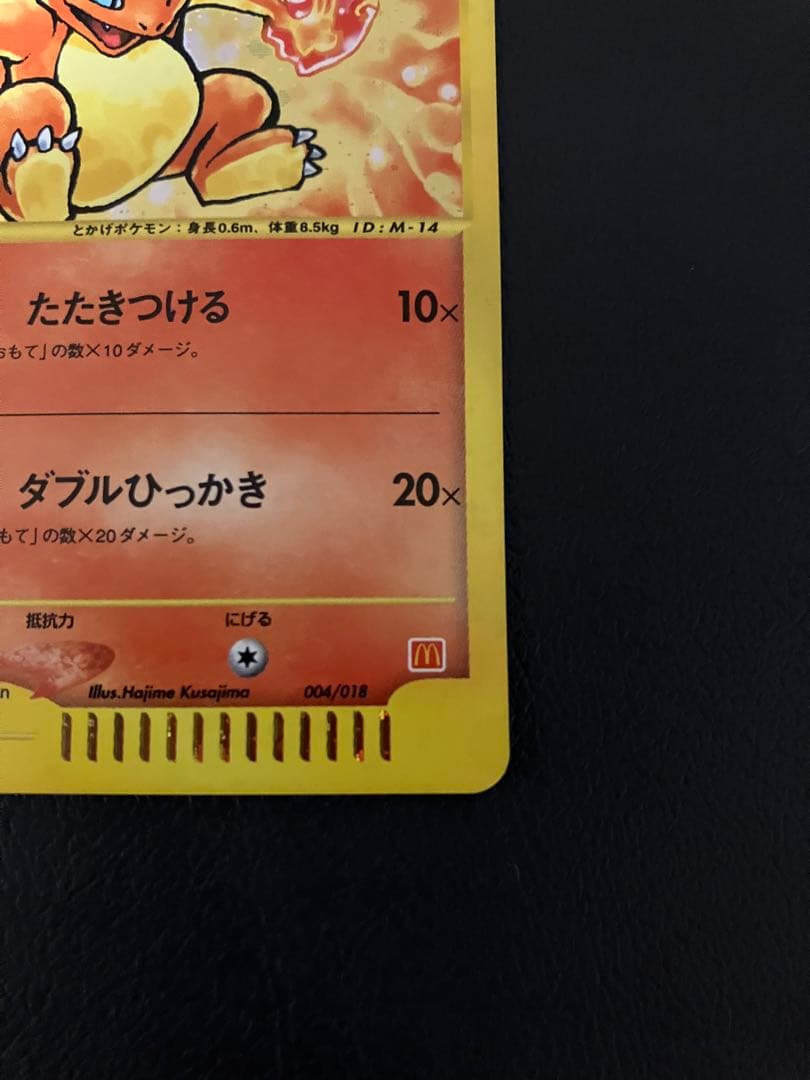 とかげポケモン：身長0.6m、体重8.5kg ID:M-14
たたきつける 10×
おもて」の数×10ダメージ。
ダブルひっかき 20×
もて」の数×20ダメージ。
抵抗力 にげる
n Illus.Hajime Kusajima 004/018